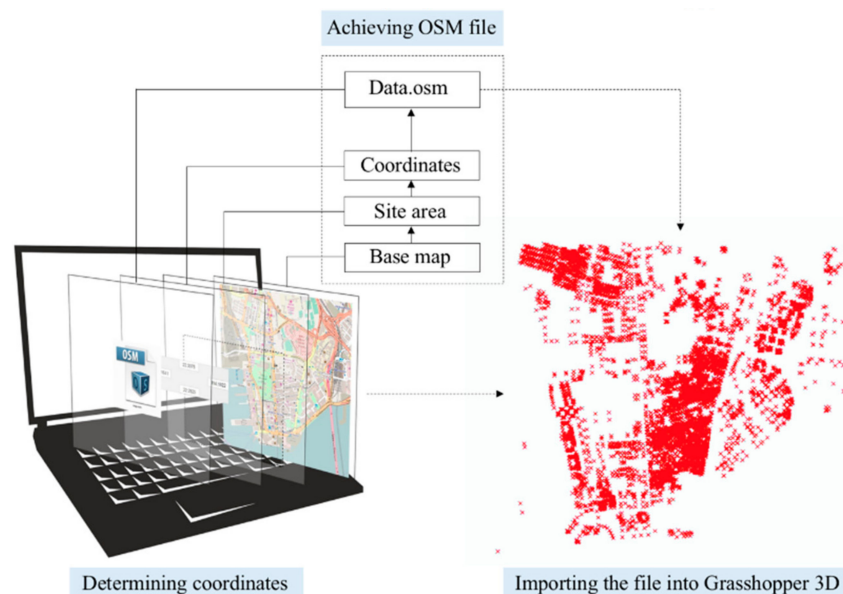 Achieving OSM file
Data.osm
Coordinates
Site area
Base map
OSM
Determining coordinates
Importing the file into Grasshopper 3D